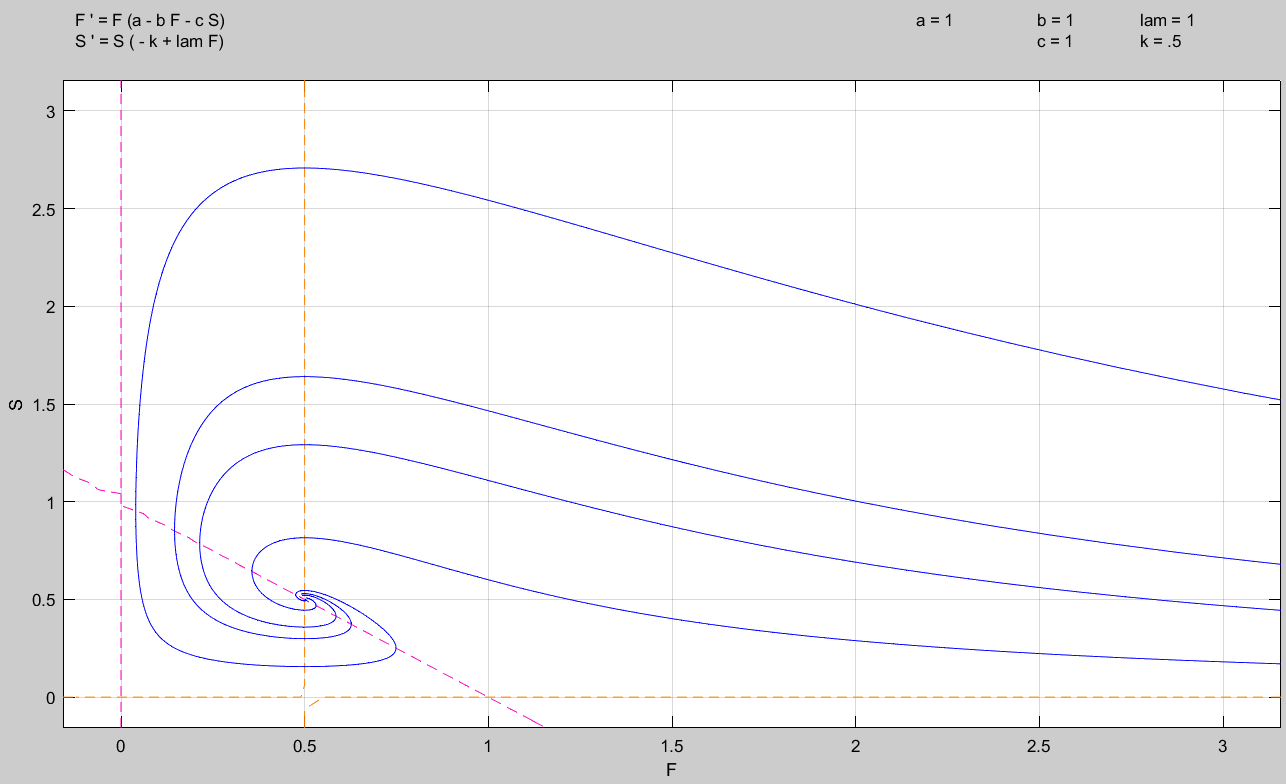 F ' = F (a - b F - c S)
S ' = S ( - k + lam F)
a = 1
b = 1
lam = 1
c = 1
k = .5
3
2.5
2
1.5
1
0.5
0
S
0
0.5
1
1.5
2
2.5
3
F